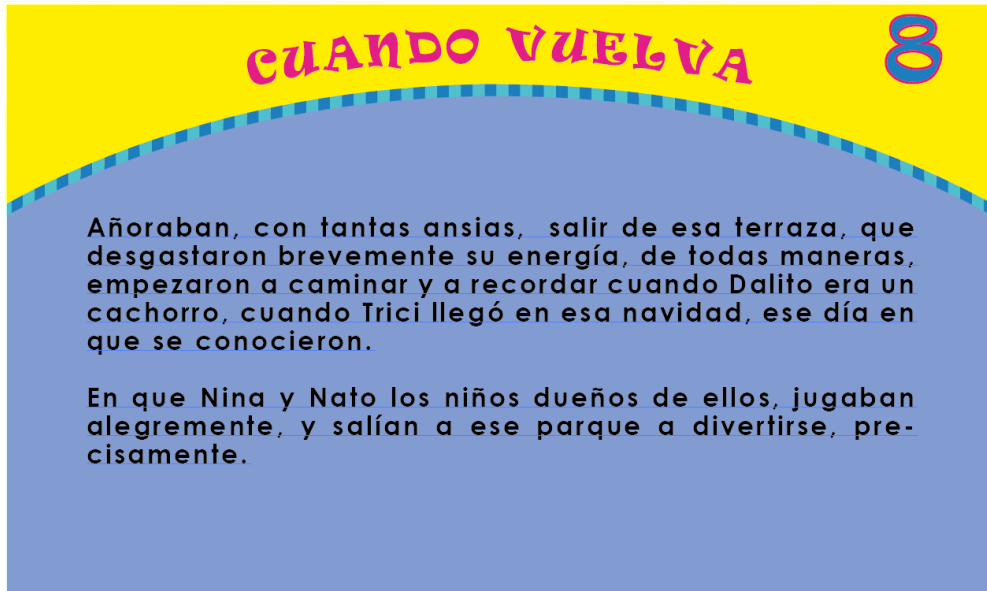 CUANDO VUELVA
8
Añoraban, con tantas ansias, salir de esa terraza, que
desgastaron brevemente su energía, de todas maneras,
empezaron a caminar y a recordar cuando Dalito era un
cachorro, cuando Trici llegó en esa navidad, ese día en
que se conocieron.
En que Nina y Nato los niños dueños de ellos, jugaban
alegremente, y salían a ese parque a divertirse, pre-
cisamente.